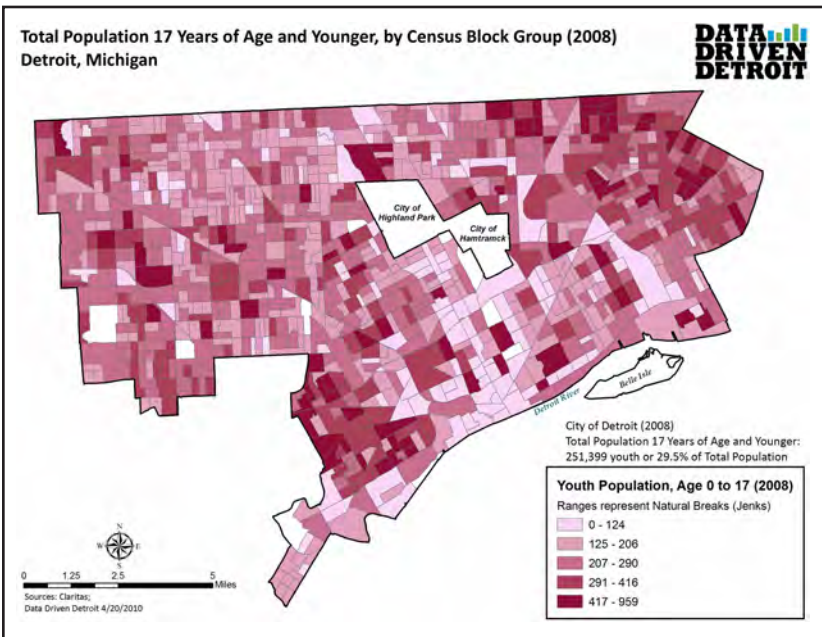 Total Population 17 Years of Age and Younger, by Census Block Group (2008)
Detroit, Michigan
DATA
DRIVEN
DETROIT
City of
Highland Park
City of
Hamtramck
Belle Isle
Detroit River
City of Detroit (2008)
Total Population 17 Years of Age and Younger:
251,399 youth or 29.5% of Total Population
Youth Population, Age 0 to 17 (2008)
Ranges represent Natural Breaks (Jenks)
0 - 124
125 - 206
207 - 290
291 - 416
417 - 959
N
W E
S
0 1.25 2.5 5
Miles
Sources: Claritas;
Data Driven Detroit 4/20/2010